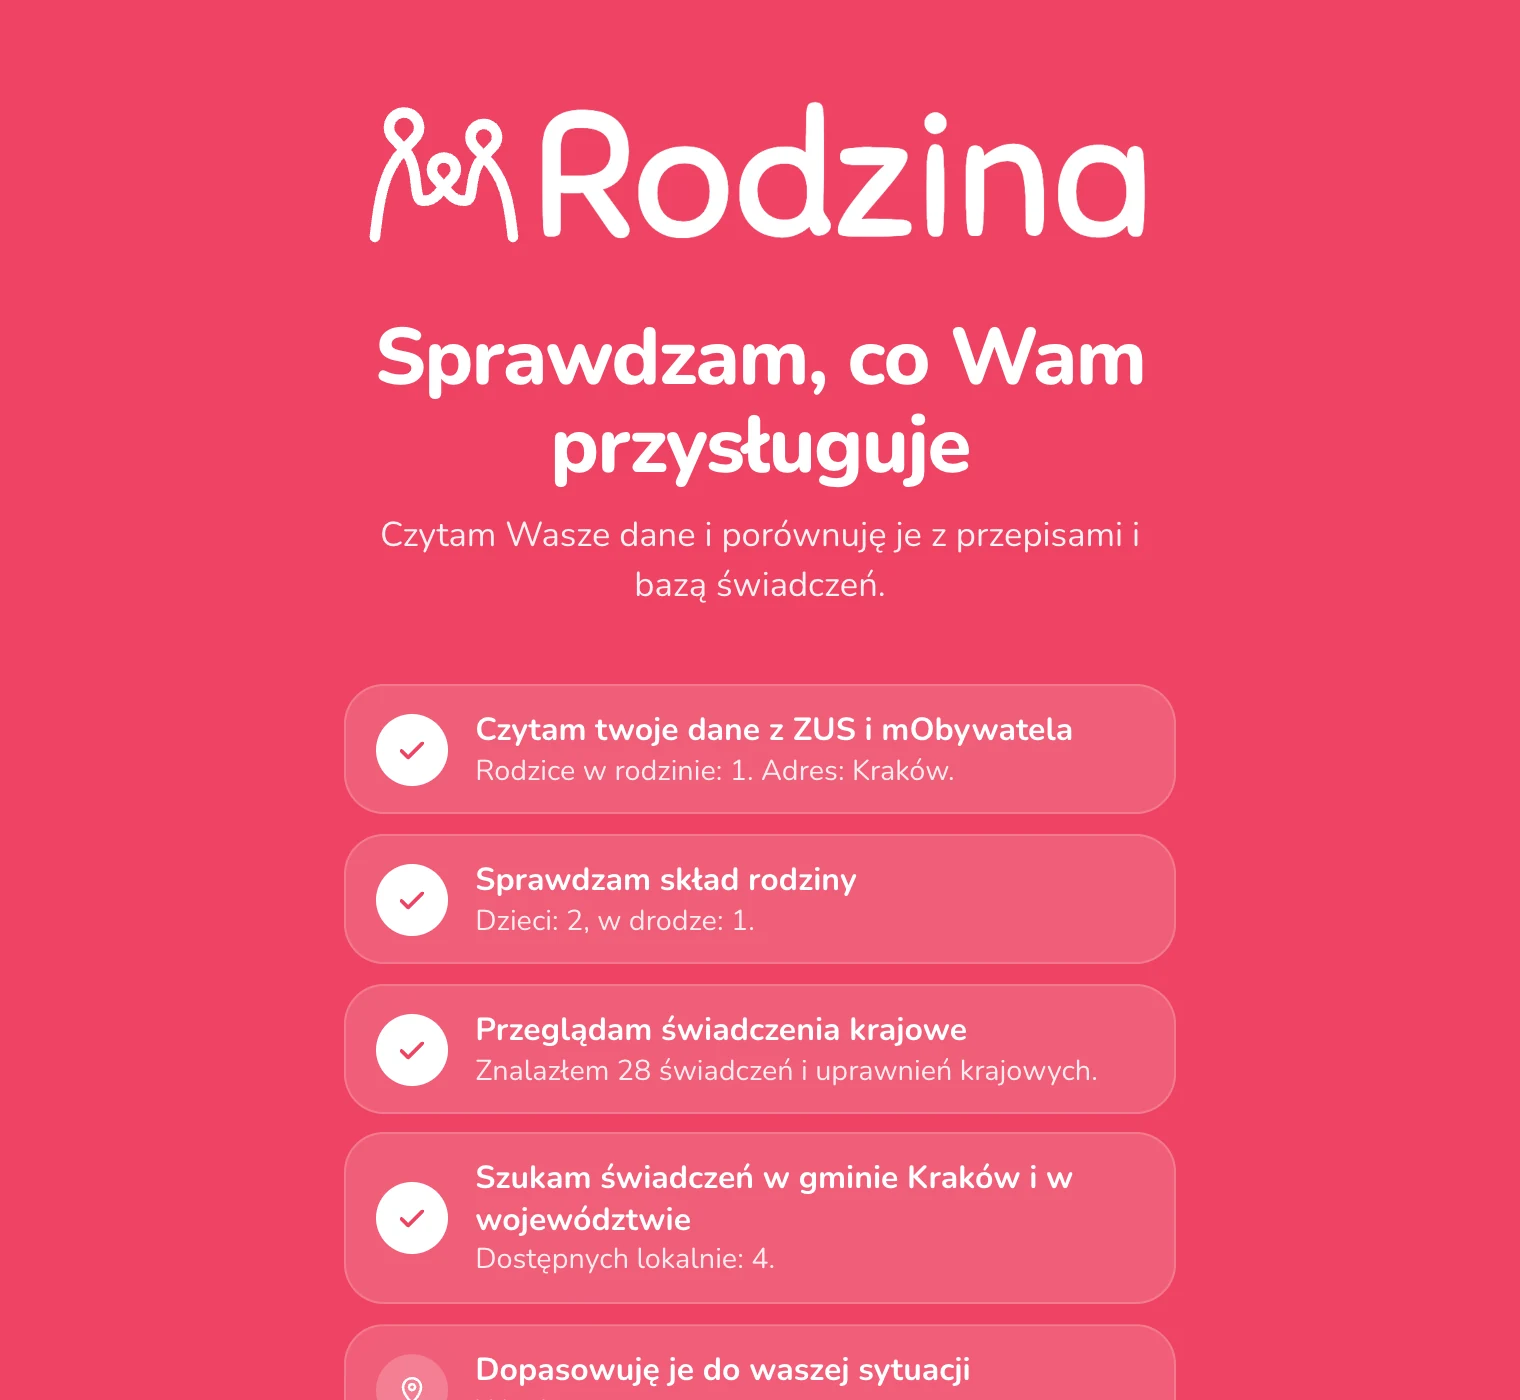 Rodzina
Sprawdzam, co Wam
przysługuje
Czytam Wasze dane i porównuję je z przepisami i
bazą świadczeń.
Czytam twoje dane z ZUS i mObywatela
Rodzice w rodzinie: 1. Adres: Kraków.
Sprawdzam skład rodziny
Dzieci: 2, w drodze: 1.
Przeglądam świadczenia krajowe
Znalazłem 28 świadczeń i uprawnień krajowych.
Szukam świadczeń w gminie Kraków i w
województwie
Dostępnych lokalnie: 4.
Dopasowuję je do waszej sytuacji